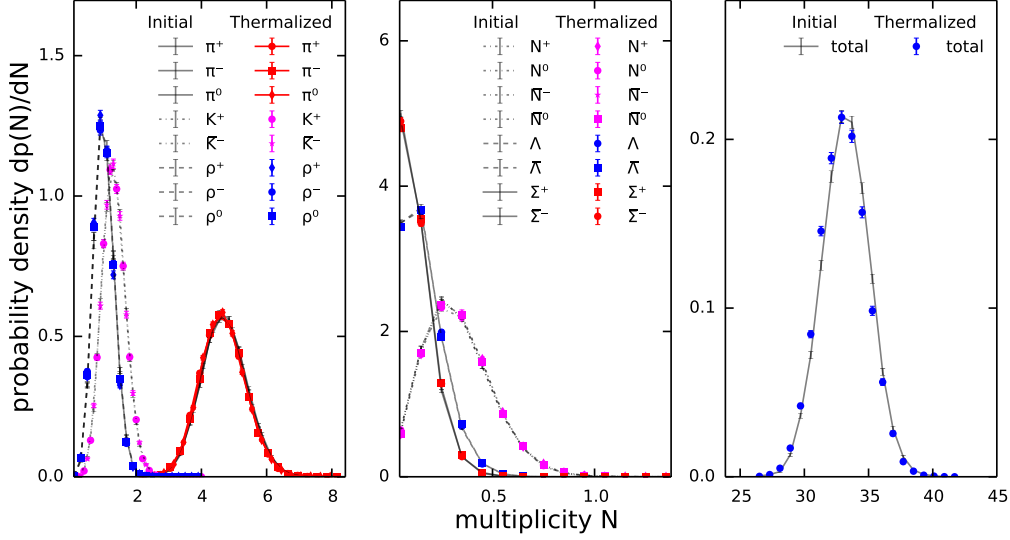 probability density dp(N)/dN
Initial Thermalized
π⁺ π⁺
π⁻ π⁻
π⁰ π⁰
K⁺ K⁺
K̅⁻ K̅⁻
ρ⁺ ρ⁺
ρ⁻ ρ⁻
ρ⁰ ρ⁰
1.5
1.0
0.5
0.0
2 4 6 8
Initial Thermalized
N⁺ N⁺
N⁰ N⁰
N̅⁻ N̅⁻
N̅⁰ N̅⁰
Λ Λ
Λ̅ Λ̅
Σ⁺ Σ⁺
Σ̅⁻ Σ̅⁻
6
4
2
0
0.5 1.0
multiplicity N
Initial Thermalized
total total
0.2
0.1
0.0
25 30 35 40 45